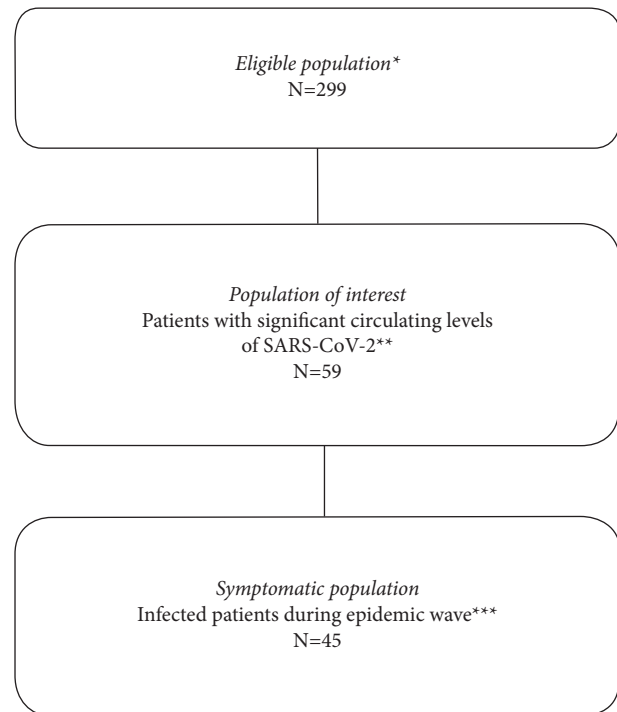 Eligible population*
N=299
Population of interest
Patients with significant circulating levels
of SARS-CoV-2**
N=59
Symptomatic population
Infected patients during epidemic wave***
N=45